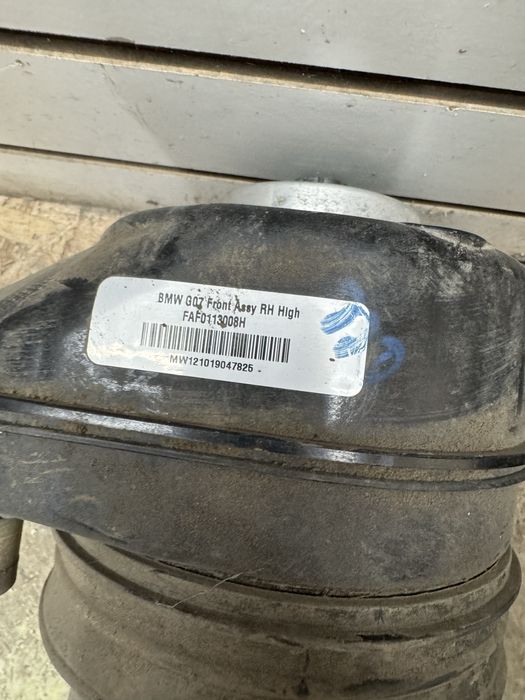 BMW G07 Front Assy RH High
FAF0113008H
MW121019047825